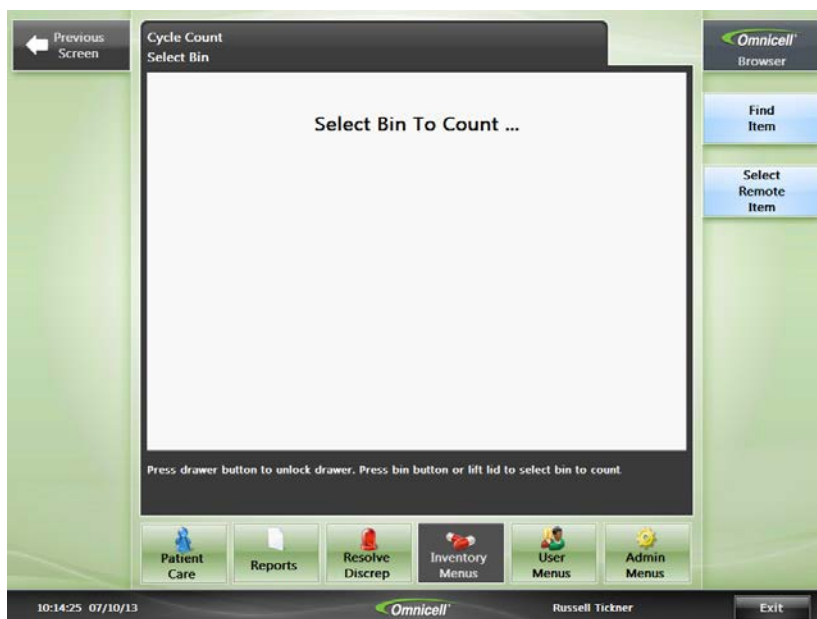 Previous
Screen
Cycle Count
Select Bin
Omnicell
Browser
Select Bin To Count ...
Find
Item
Select
Remote
Item
Press drawer button to unlock drawer. Press bin button or lift lid to select bin to count
Patient
Care
Reports
Resolve
Discrep
Inventory
Menus
User
Menus
Admin
Menus
10:14:25 07/10/13
Omnicell
Russell Tickner
Exit